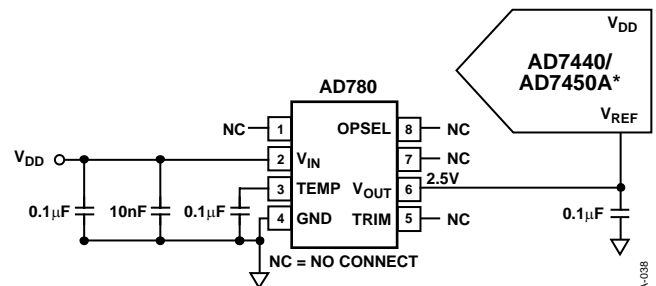 V_DD
AD7440/
AD7450A*
V_REF
AD780
NC 1 OPSEL 8 NC
V_DD 2 V_IN 7 NC
3 TEMP V_OUT 6 2.5V
4 GND TRIM 5 NC
0.1μF 10nF 0.1μF 0.1μF
NC = NO CONNECT
A-038